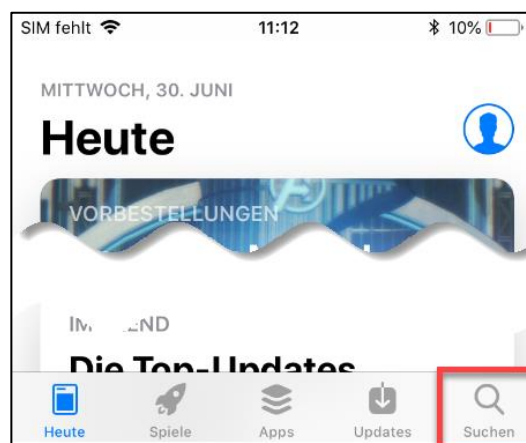 SIM fehlt 11:12 10%
MITTWOCH, 30. JUNI
Heute
VORBESTELLUNGEN
Die Top-Updates
Heute Spiele Apps Updates Suchen